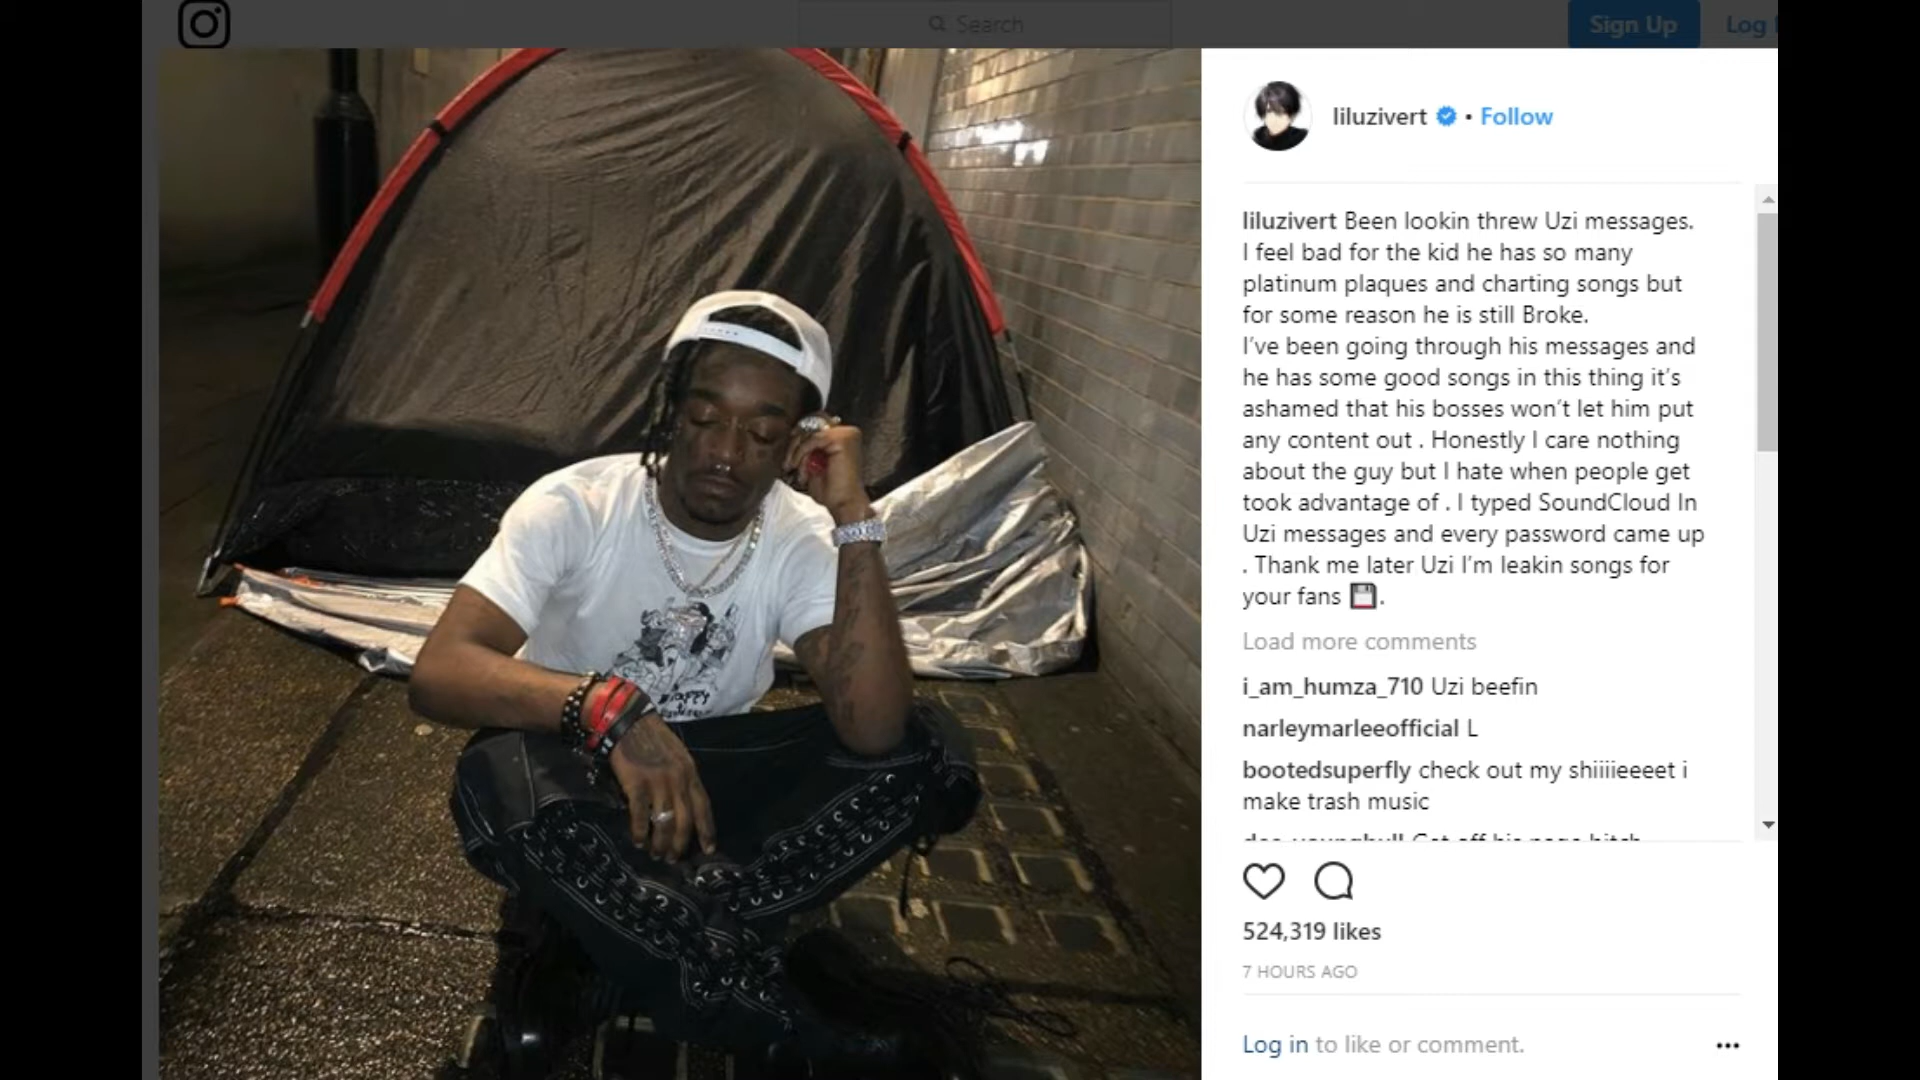 Search
Sign Up
Log
liluzivert • Follow
liluzivert Been lookin threw Uzi messages.
I feel bad for the kid he has so many
platinum plaques and charting songs but
for some reason he is still Broke.
I've been going through his messages and
he has some good songs in this thing it's
ashamed that his bosses won't let him put
any content out . Honestly I care nothing
about the guy but I hate when people get
took advantage of . I typed SoundCloud In
Uzi messages and every password came up
. Thank me later Uzi I'm leakin songs for
your fans 💾.
Load more comments
i_am_humza_710 Uzi beefin
narleymarleeofficial L
bootedsuperfly check out my shiiiieeeet i
make trash music
Get off his page bitch
524,319 likes
7 HOURS AGO
Log in to like or comment.